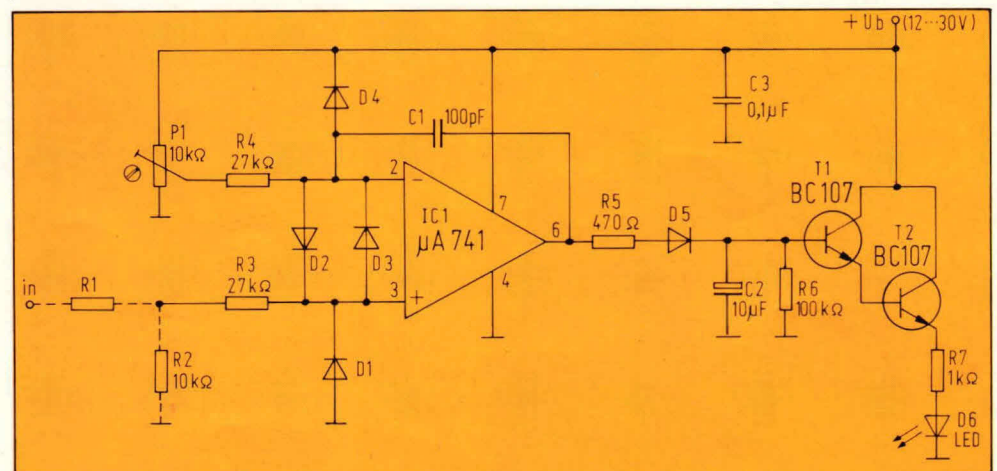 + Ub (12···30V)
D4
C1
100pF
C3
0,1µF
P1
10kΩ
R4
27kΩ
2
−
7
IC1
µA 741
6
4
3
+
D2
D3
R5
470Ω
D5
T1
BC107
T2
BC107
in
R1
R3
27kΩ
R2
10kΩ
D1
C2
10µF
R6
100kΩ
R7
1kΩ
D6
LED